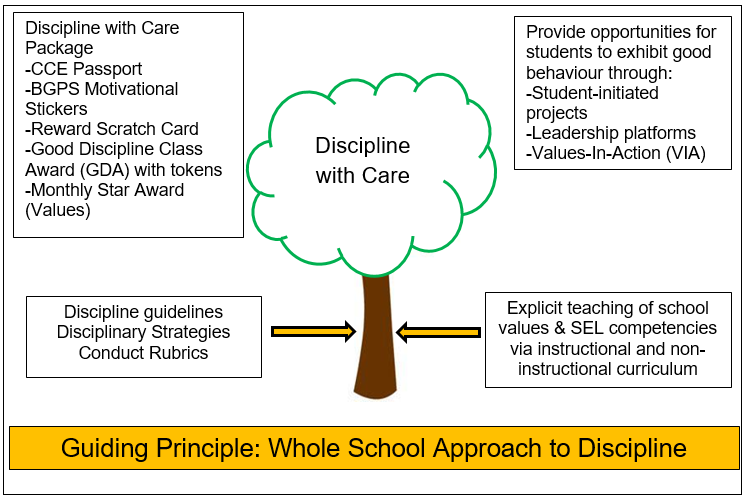 Discipline with Care
Package
-CCE Passport
-BGPS Motivational
Stickers
-Reward Scratch Card
-Good Discipline Class
Award (GDA) with tokens
-Monthly Star Award
(Values)
Discipline
with Care
Provide opportunities for
students to exhibit good
behaviour through:
-Student-initiated
projects
-Leadership platforms
-Values-In-Action (VIA)
Discipline guidelines
Disciplinary Strategies
Conduct Rubrics
Explicit teaching of school
values & SEL competencies
via instructional and non-
instructional curriculum
Guiding Principle: Whole School Approach to Discipline